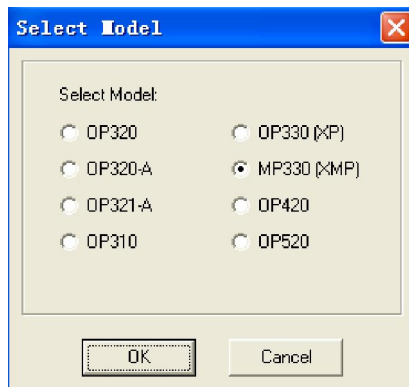 Select Model
Select Model:
OP320
OP330 (XP)
OP320-A
MP330 (XMP)
OP321-A
OP420
OP310
OP520
OK
Cancel